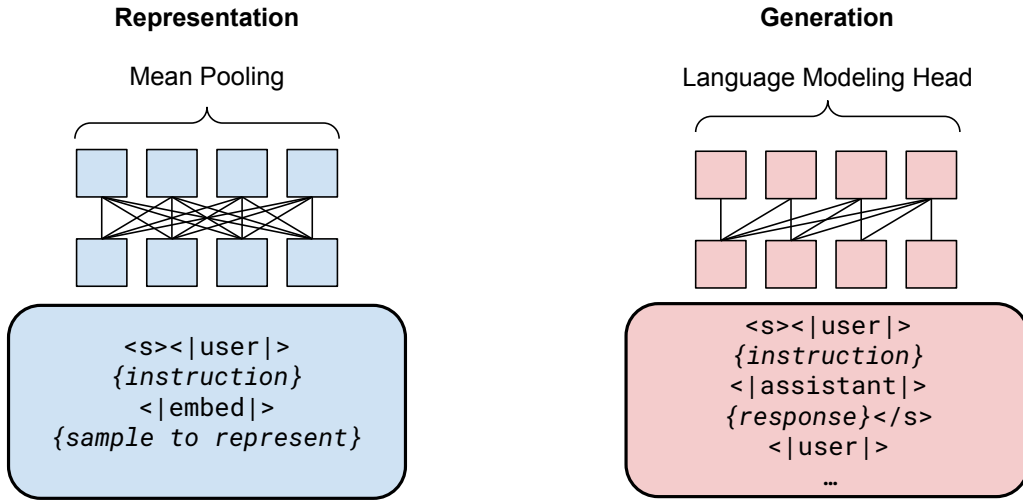 Representation
Mean Pooling
<s><|user|>
{instruction}
<|embed|>
{sample to represent}
Generation
Language Modeling Head
<s><|user|>
{instruction}
<|assistant|>
{response}</s>
<|user|>
…